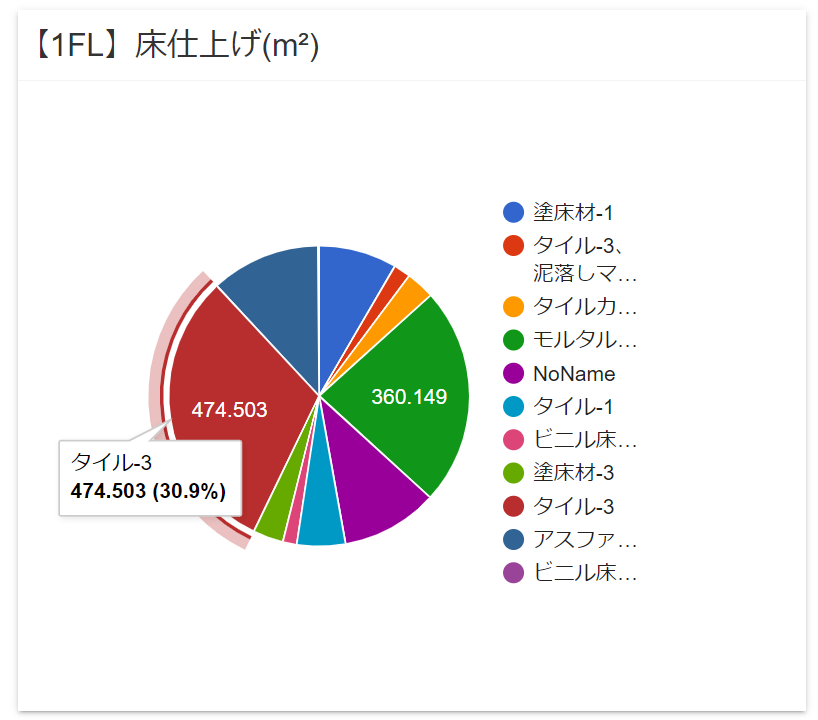 【1FL】床仕上げ(m²)
塗床材-1
タイル-3、
泥落しマ…
タイルカ…
モルタル…
NoName
タイル-1
ビニル床…
塗床材-3
タイル-3
アスファ…
ビニル床…
474.503
360.149
タイル-3
474.503 (30.9%)